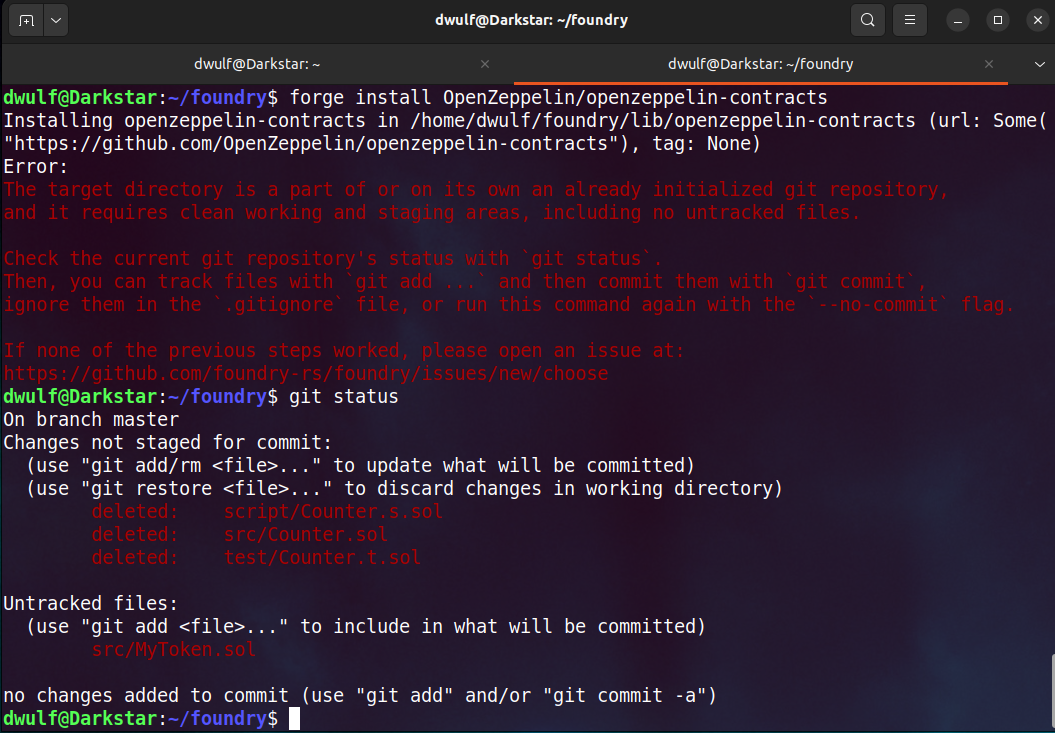 dwulf@Darkstar: ~/foundry
dwulf@Darkstar: ~
dwulf@Darkstar: ~/foundry
dwulf@Darkstar:~/foundry$ forge install OpenZeppelin/openzeppelin-contracts
Installing openzeppelin-contracts in /home/dwulf/foundry/lib/openzeppelin-contracts (url: Some(
"https://github.com/OpenZeppelin/openzeppelin-contracts"), tag: None)
Error:
The target directory is a part of or on its own an already initialized git repository,
and it requires clean working and staging areas, including no untracked files.

Check the current git repository's status with `git status`.
Then, you can track files with `git add ...` and then commit them with `git commit`,
ignore them in the `.gitignore` file, or run this command again with the `--no-commit` flag.

If none of the previous steps worked, please open an issue at:
https://github.com/foundry-rs/foundry/issues/new/choose
dwulf@Darkstar:~/foundry$ git status
On branch master
Changes not staged for commit:
  (use "git add/rm <file>..." to update what will be committed)
  (use "git restore <file>..." to discard changes in working directory)
        deleted:    script/Counter.s.sol
        deleted:    src/Counter.sol
        deleted:    test/Counter.t.sol

Untracked files:
  (use "git add <file>..." to include in what will be committed)
        src/MyToken.sol

no changes added to commit (use "git add" and/or "git commit -a")
dwulf@Darkstar:~/foundry$